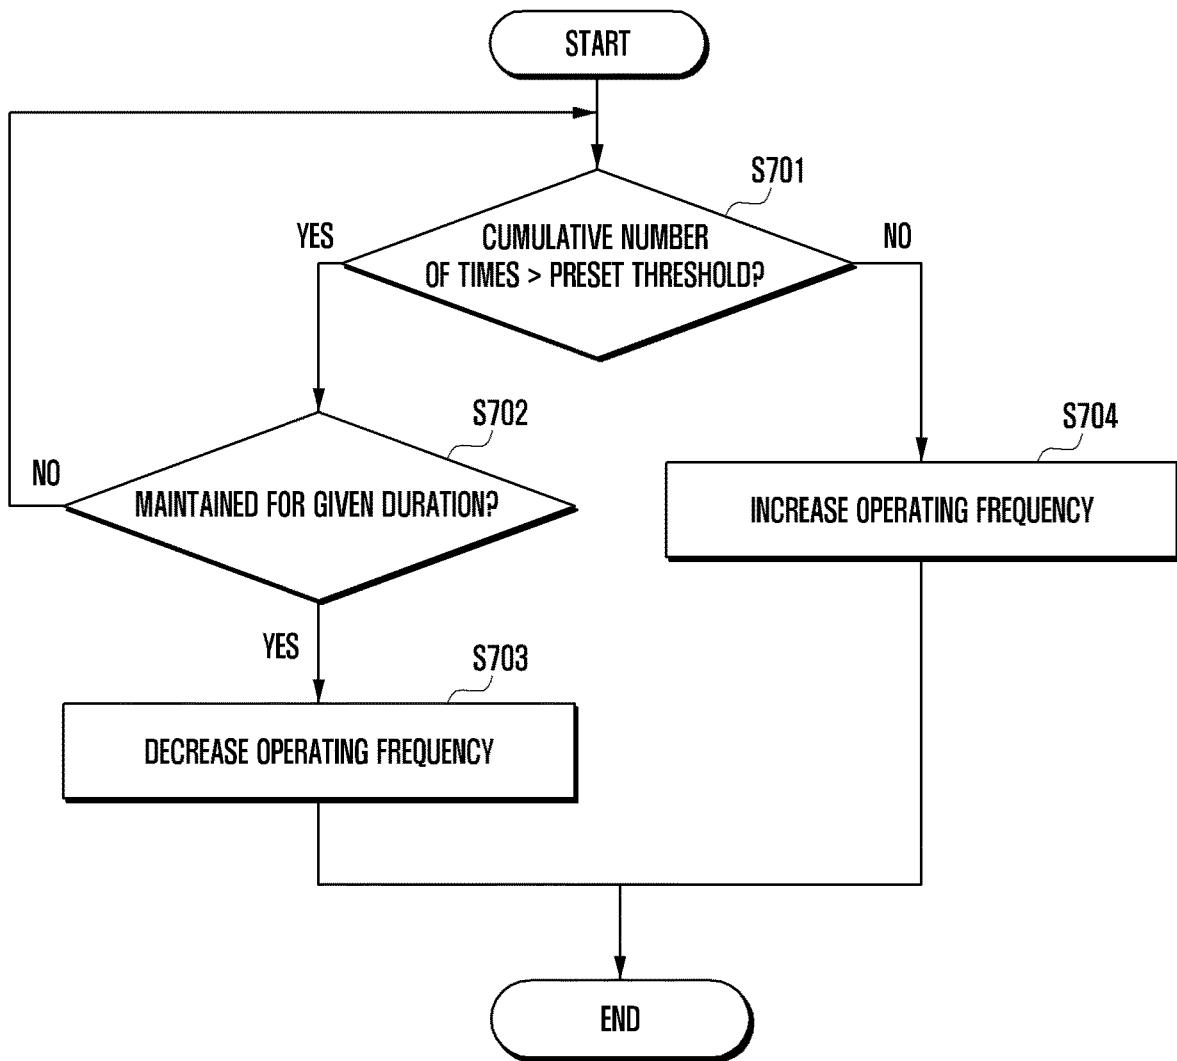 START
S701
YES
CUMULATIVE NUMBER
OF TIMES > PRESET THRESHOLD?
NO
S702
NO
MAINTAINED FOR GIVEN DURATION?
S704
INCREASE OPERATING FREQUENCY
YES
S703
DECREASE OPERATING FREQUENCY
END